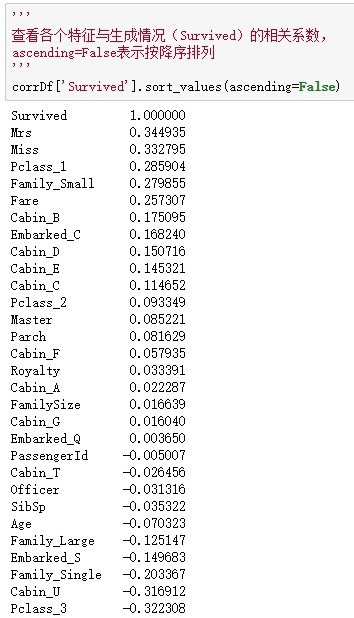 '''
查看各个特征与生成情况（Survived）的相关系数，
ascending=False表示按降序排列
'''
corrDf['Survived'].sort_values(ascending=False)
Survived 1.000000
Mrs 0.344935
Miss 0.332795
Pclass_1 0.285904
Family_Small 0.279855
Fare 0.257307
Cabin_B 0.175095
Embarked_C 0.168240
Cabin_D 0.150716
Cabin_E 0.145321
Cabin_C 0.114652
Pclass_2 0.093349
Master 0.085221
Parch 0.081629
Cabin_F 0.057935
Royalty 0.033391
Cabin_A 0.022287
FamilySize 0.016639
Cabin_G 0.016040
Embarked_Q 0.003650
PassengerId -0.005007
Cabin_T -0.026456
Officer -0.031316
SibSp -0.035322
Age -0.070323
Family_Large -0.125147
Embarked_S -0.149683
Family_Single -0.203367
Cabin_U -0.316912
Pclass_3 -0.322308